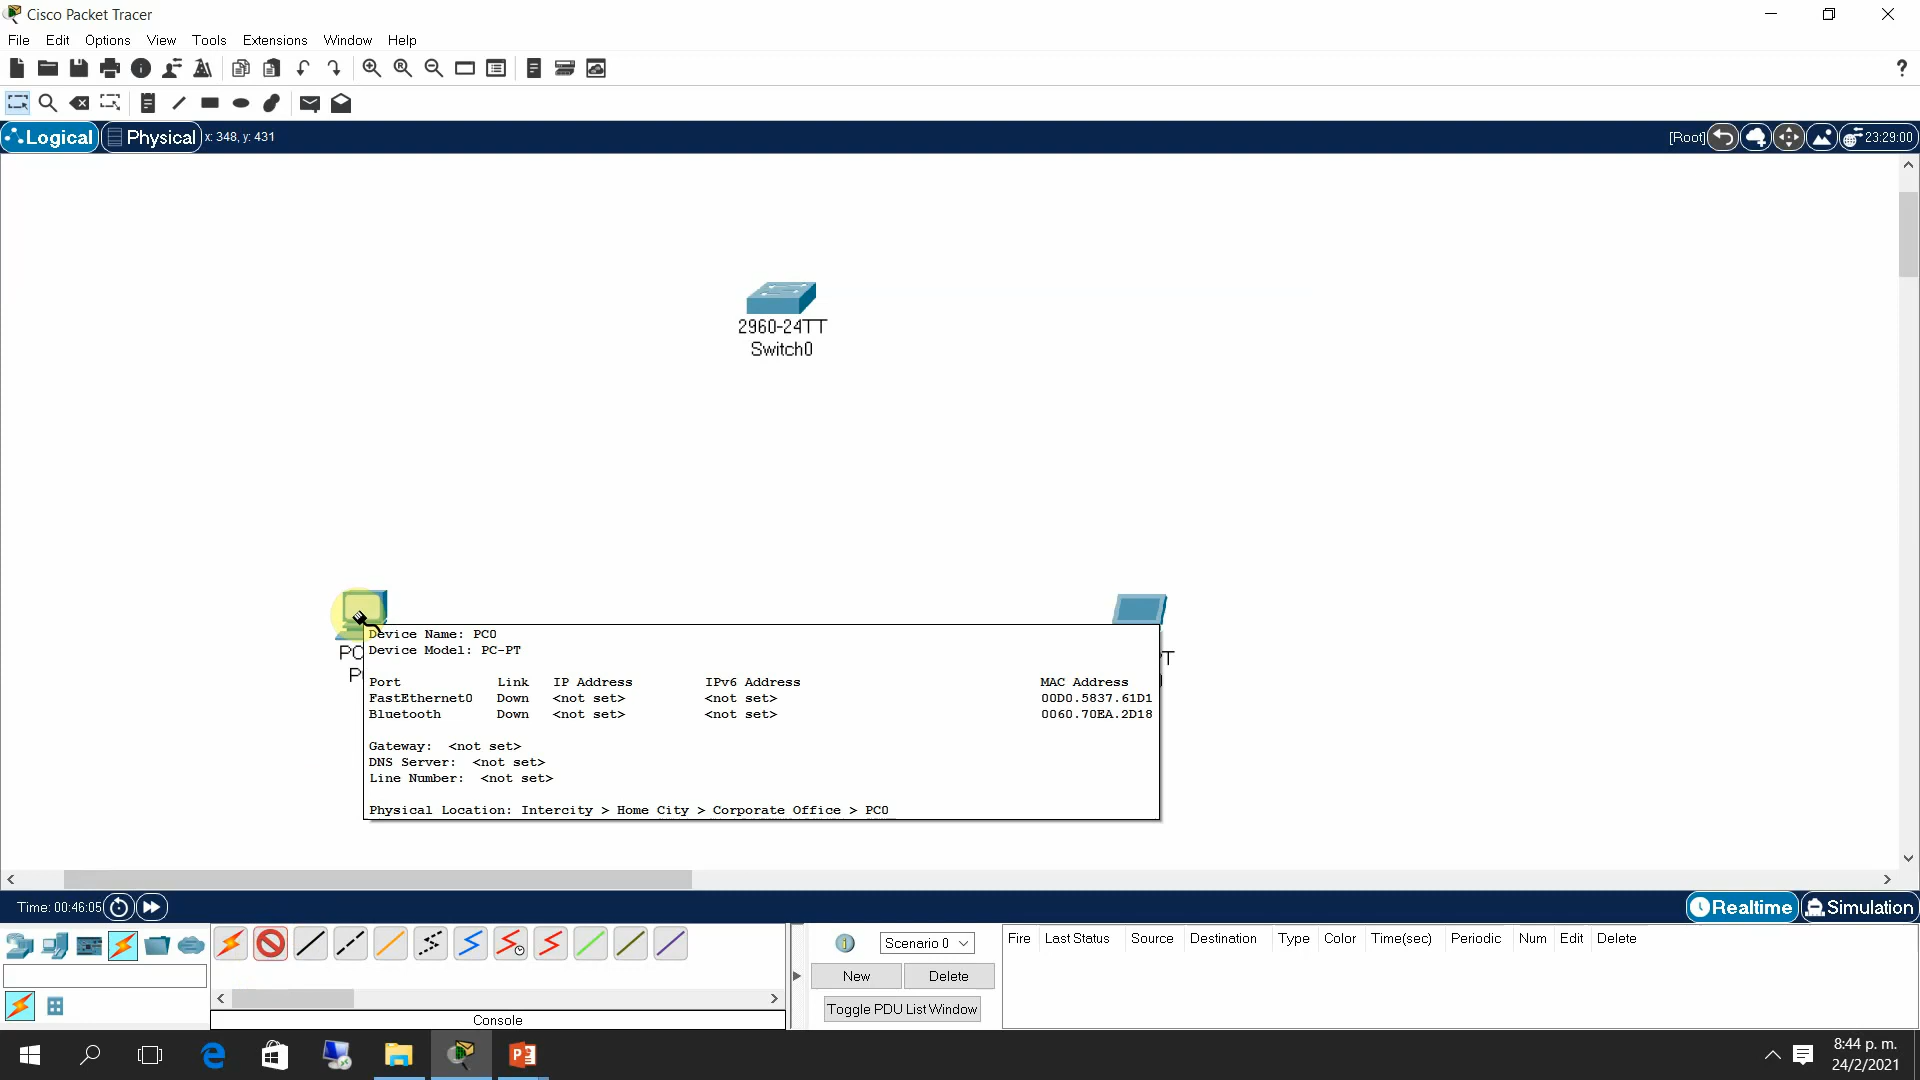 Cisco Packet Tracer
File Edit Options View Tools Extensions Window Help
?
Logical Physical x: 348, y: 431 [Root] 23:29:00
2960-24TT
Switch0
PC
P
T
Device Name: PC0
Device Model: PC-PT
Port Link IP Address IPv6 Address MAC Address
FastEthernet0 Down <not set> <not set> 00D0.5837.61D1
Bluetooth Down <not set> <not set> 0060.70EA.2D18
Gateway: <not set>
DNS Server: <not set>
Line Number: <not set>
Physical Location: Intercity > Home City > Corporate Office > PC0
Time: 00:46:05 Realtime Simulation
Scenario 0
Fire Last Status Source Destination Type Color Time(sec) Periodic Num Edit Delete
New Delete
Toggle PDU List Window
Console
8:44 p. m.
24/2/2021